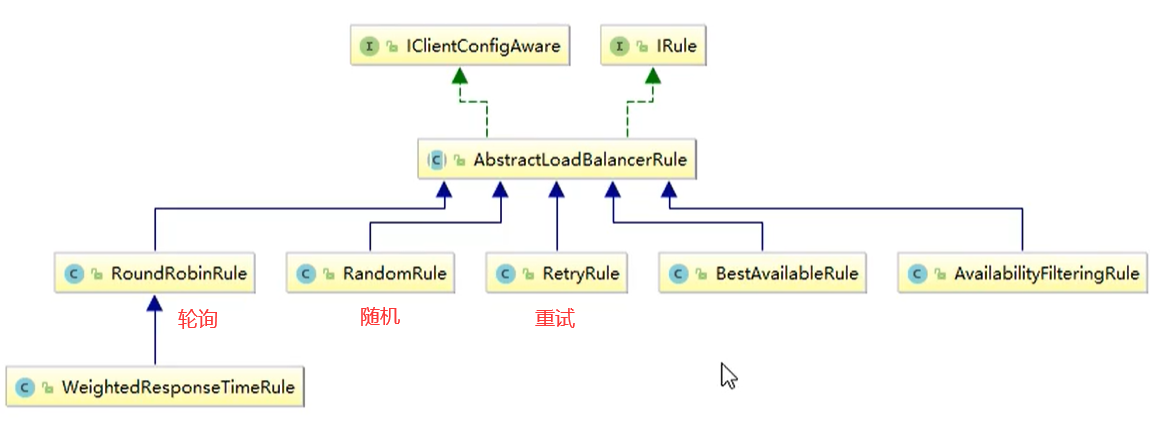 IClientConfigAware
IRule
AbstractLoadBalancerRule
RoundRobinRule
RandomRule
RetryRule
BestAvailableRule
AvailabilityFilteringRule
轮询
随机
重试
WeightedResponseTimeRule